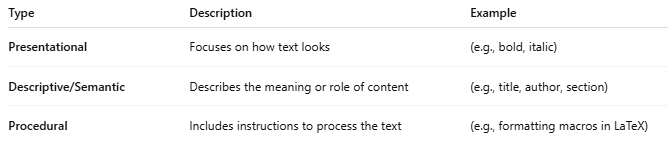 Type Description Example
Presentational Focuses on how text looks (e.g., bold, italic)
Descriptive/Semantic Describes the meaning or role of content (e.g., title, author, section)
Procedural Includes instructions to process the text (e.g., formatting macros in LaTeX)